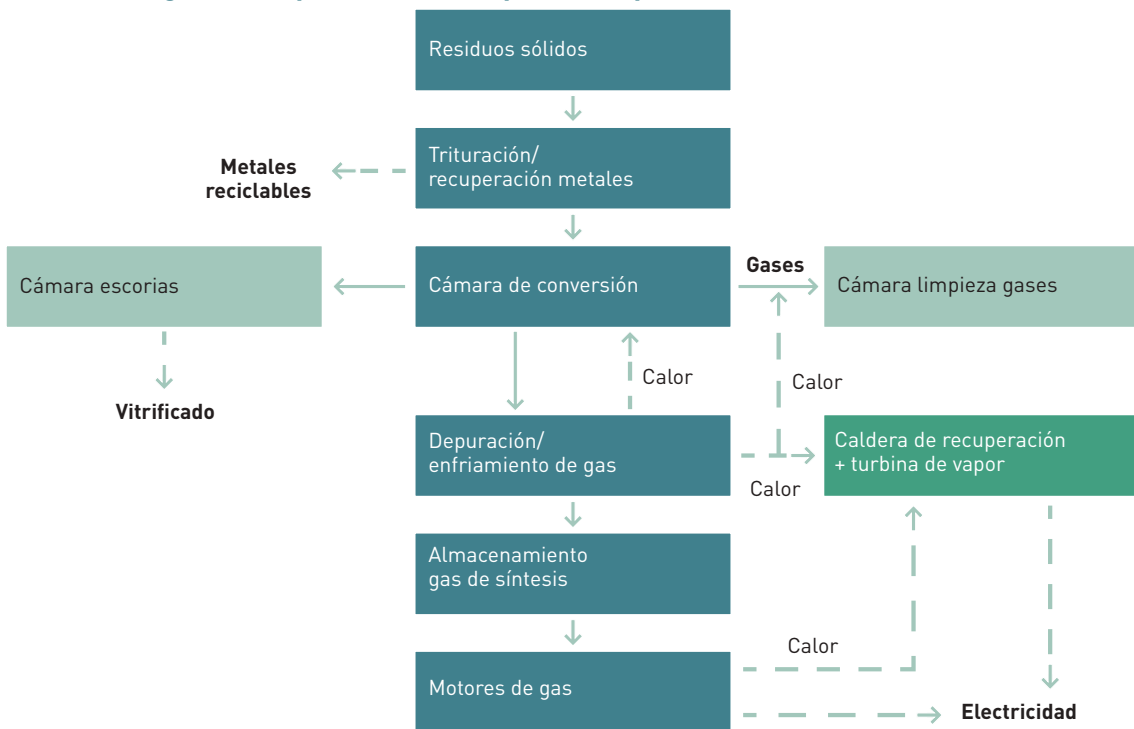 Residuos sólidos
Trituración/
recuperación metales
Metales
reciclables
Cámara escorias
Cámara de conversión
Gases
Cámara limpieza gases
Calor
Calor
Vitrificado
Depuración/
enfriamiento de gas
Calor
Caldera de recuperación
+ turbina de vapor
Almacenamiento
gas de síntesis
Calor
Motores de gas
Electricidad